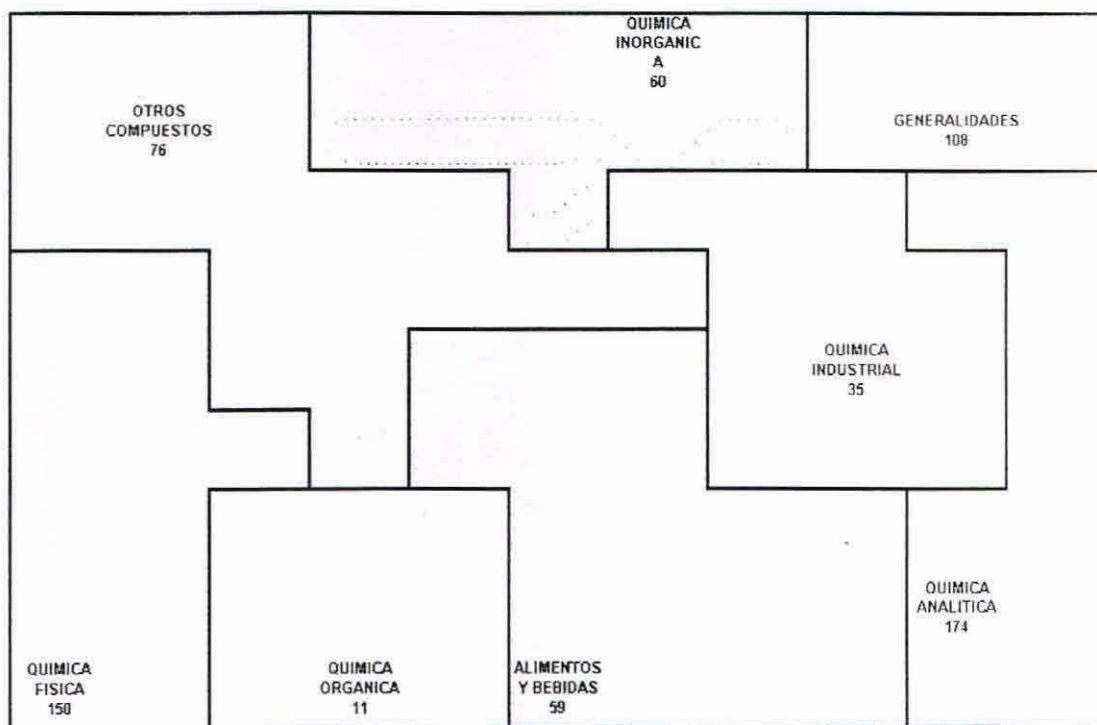 QUIMICA
INORGANIC
A
60
OTROS
COMPUESTOS
76
GENERALIDADES
108
QUIMICA
INDUSTRIAL
35
QUIMICA
ANALITICA
174
QUIMICA
FISICA
150
QUIMICA
ORGANICA
11
ALIMENTOS
Y BEBIDAS
59